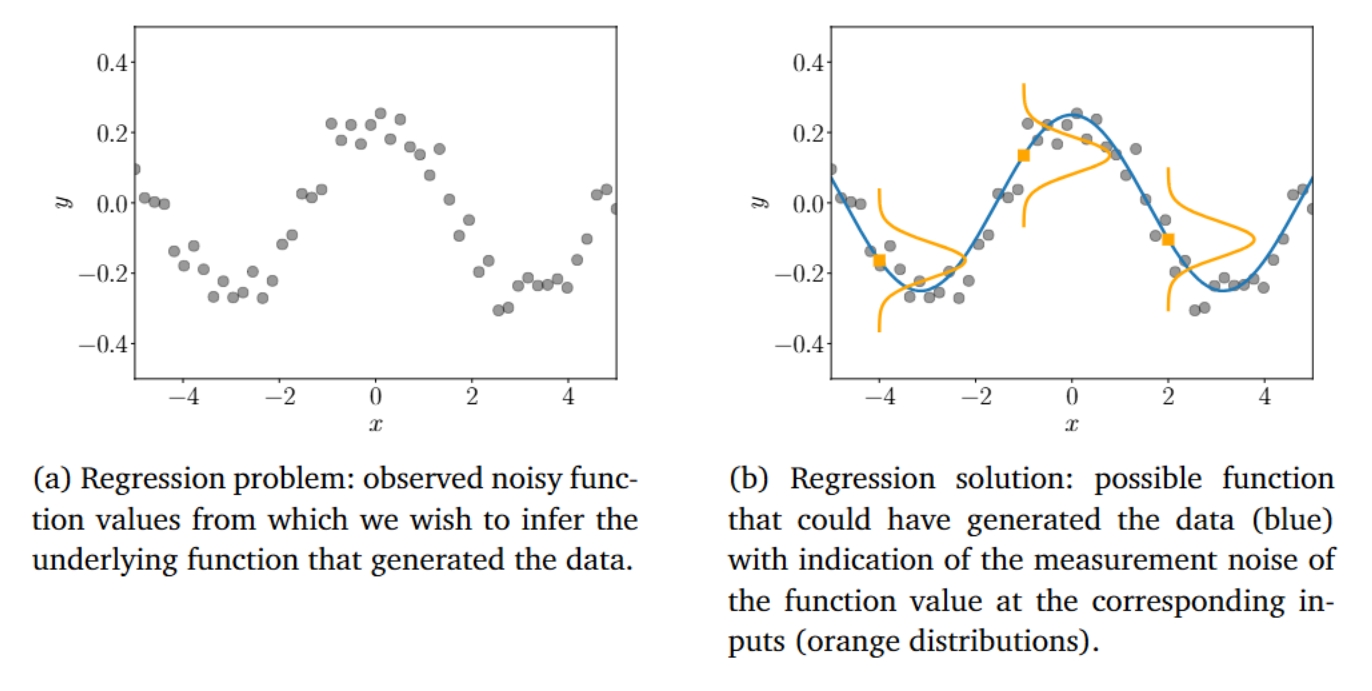 0.4
0.2
0.0
−0.2
−0.4
y
−4 −2 0 2 4
x
(a) Regression problem: observed noisy func-
tion values from which we wish to infer the
underlying function that generated the data.
0.4
0.2
0.0
−0.2
−0.4
y
−4 −2 0 2 4
x
(b) Regression solution: possible function
that could have generated the data (blue)
with indication of the measurement noise of
the function value at the corresponding in-
puts (orange distributions).